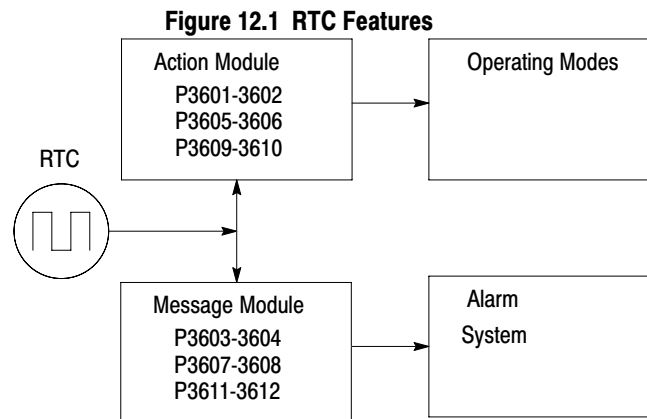 Figure 12.1 RTC Features
Action Module
P3601-3602
P3605-3606
P3609-3610
Operating Modes
RTC
Message Module
P3603-3604
P3607-3608
P3611-3612
Alarm
System